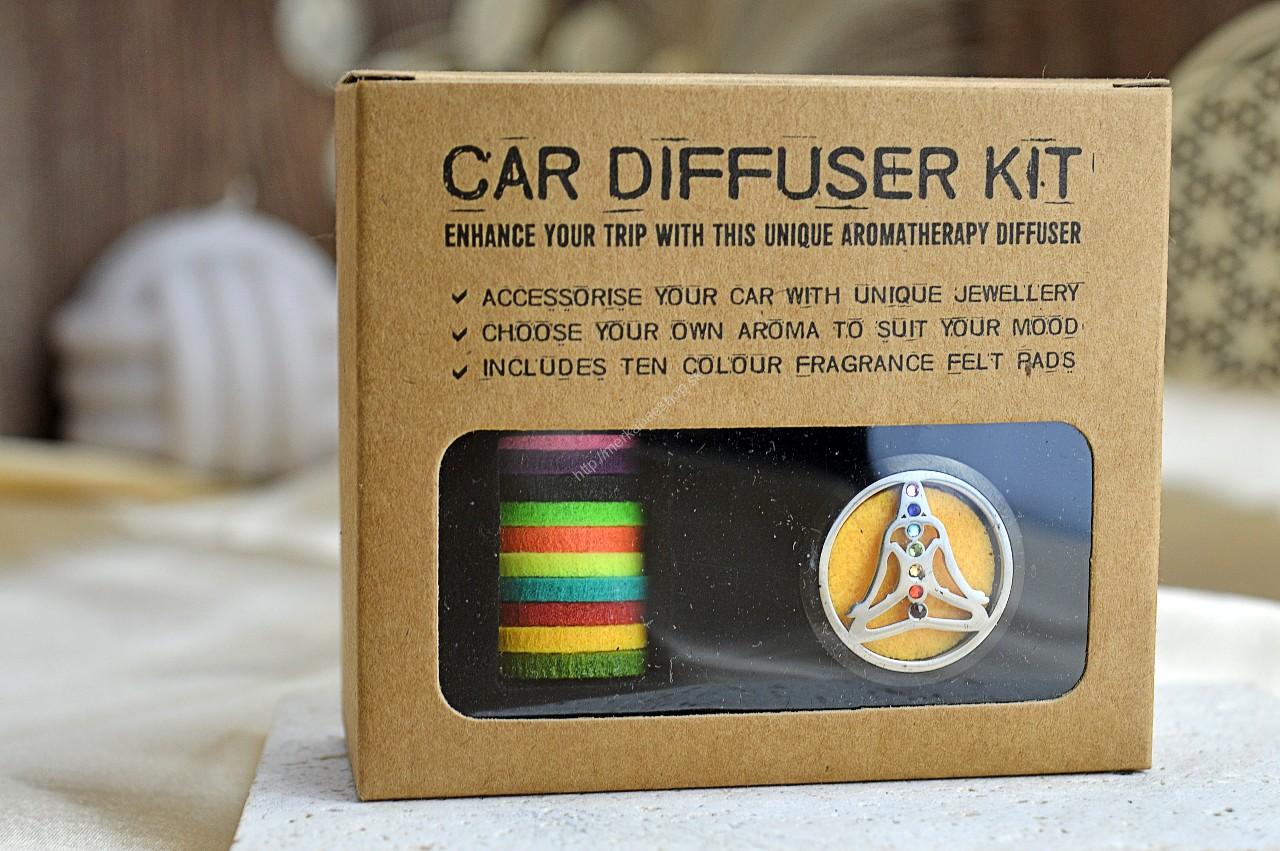 CAR DIFFUSER KIT
ENHANCE YOUR TRIP WITH THIS UNIQUE AROMATHERAPY DIFFUSER
ACCESSORISE YOUR CAR WITH UNIQUE JEWELLERY
CHOOSE YOUR OWN AROMA TO SUIT YOUR MOOD
INCLUDES TEN COLOUR FRAGRANCE FELT PADS